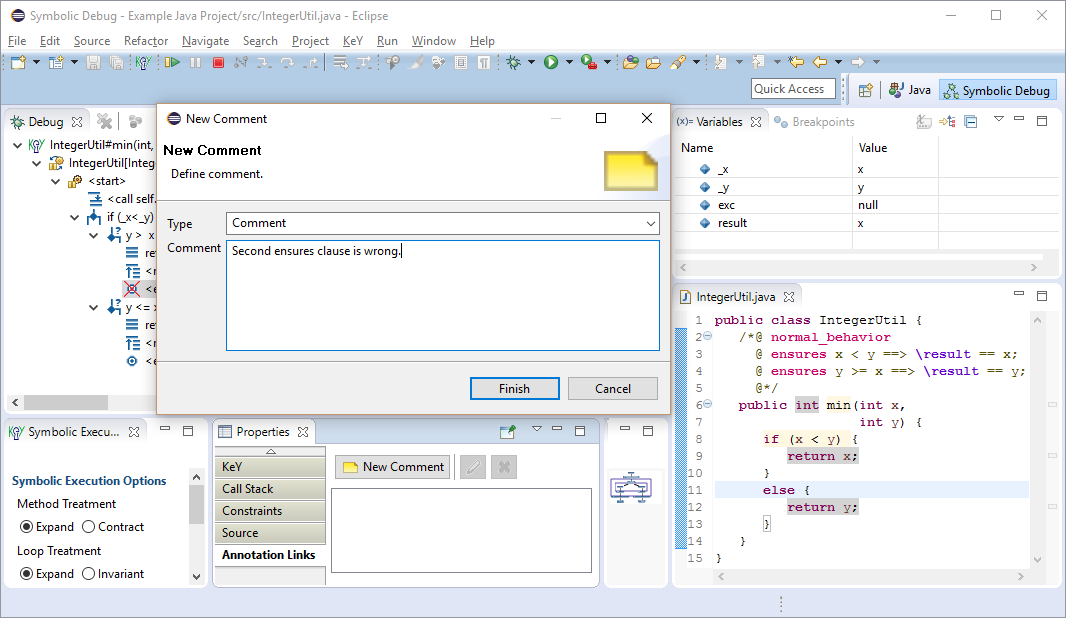 Symbolic Debug - Example Java Project/src/IntegerUtil.java - Eclipse
File Edit Source Refactor Navigate Search Project KeY Run Window Help
Quick Access
Java
Symbolic Debug
Debug
IntegerUtil#min(int,
IntegerUtil[Integ
<start>
<call self.
if (_x<_y)
y > x
<e
y <= x
<e
New Comment
New Comment
Define comment.
Type
Comment
Comment
Second ensures clause is wrong.
Finish
Cancel
(x)= Variables
Breakpoints
Name Value
_x x
_y y
exc null
result x
IntegerUtil.java
1 public class IntegerUtil {
2 /*@ normal_behavior
3 @ ensures x < y ==> \result == x;
4 @ ensures y >= x ==> \result == y;
5 @*/
6 public int min(int x,
7 int y) {
8 if (x < y) {
9 return x;
10 }
11 else {
12 return y;
13 }
14 }
15 }
Symbolic Execu...
Symbolic Execution Options
Method Treatment
Expand Contract
Loop Treatment
Expand Invariant
Properties
KeY
Call Stack
Constraints
Source
Annotation Links
New Comment